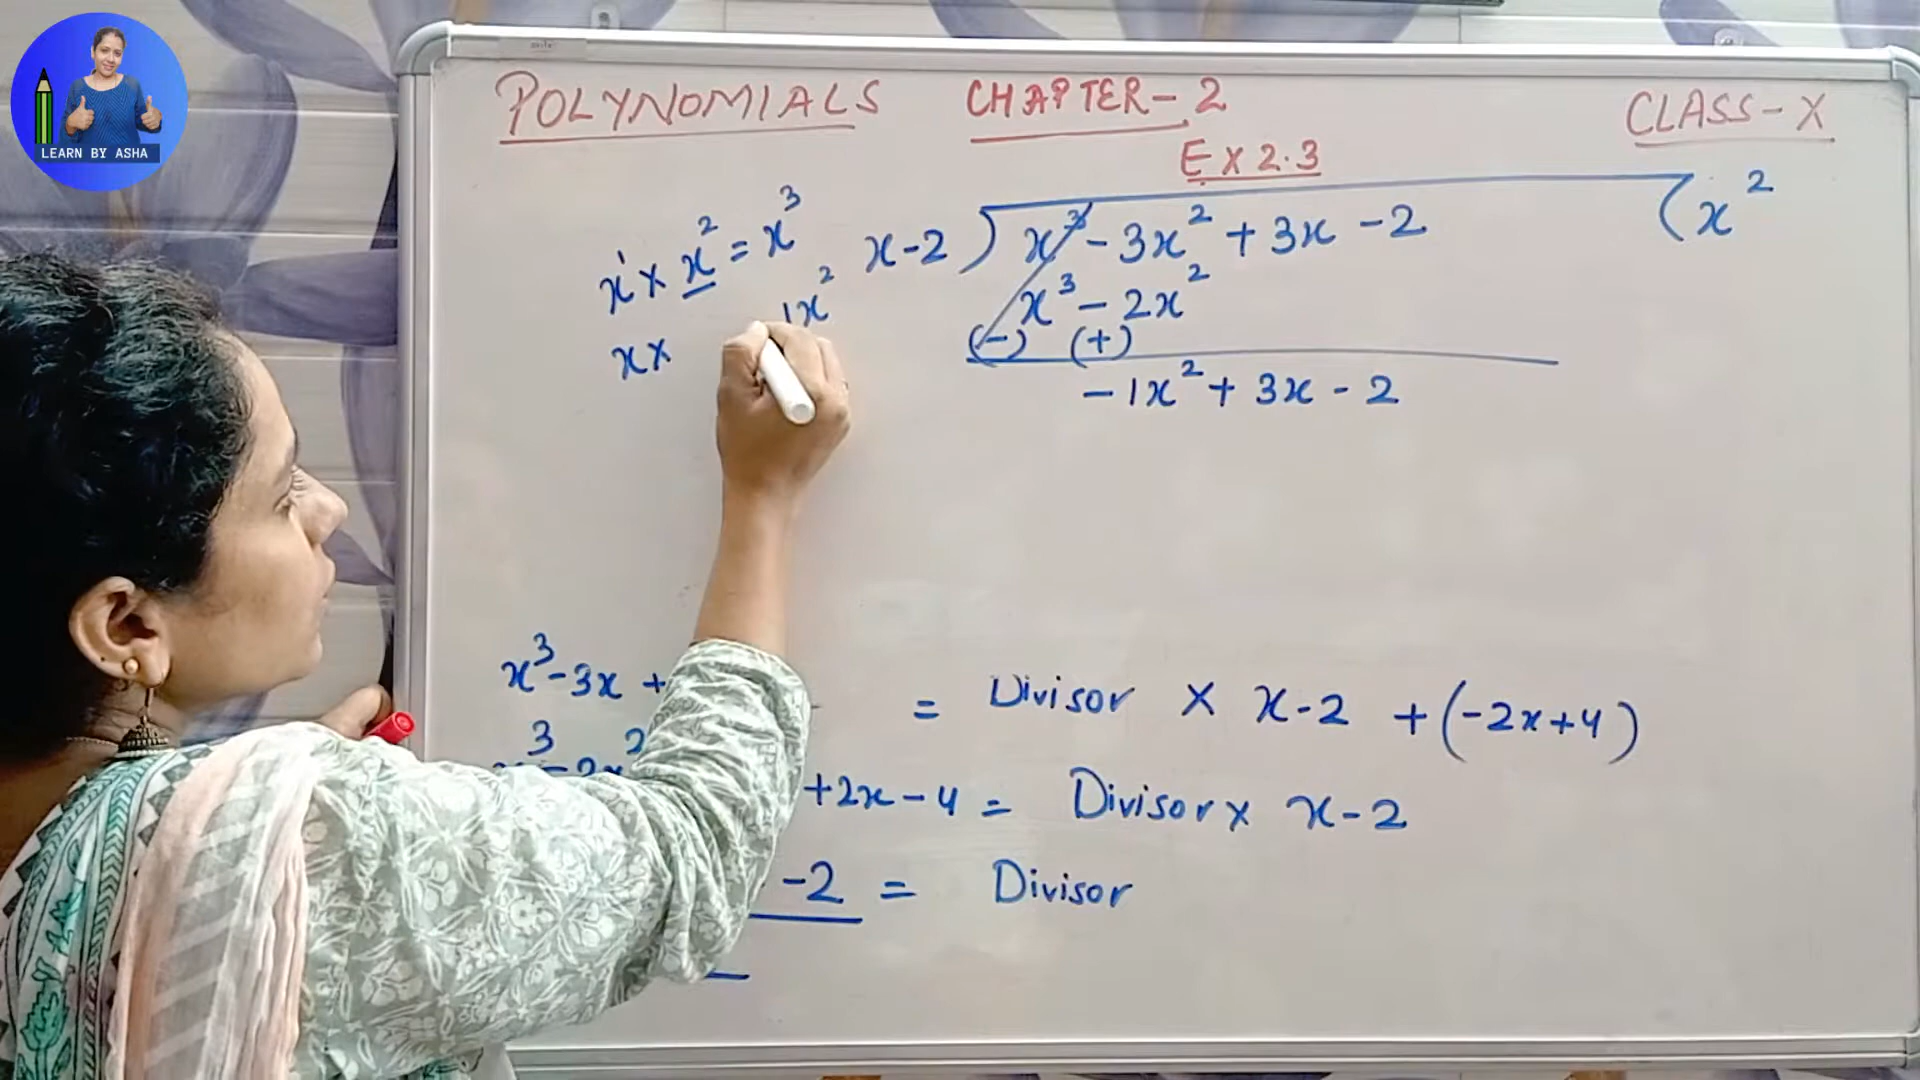 LEARN BY ASHA
POLYNOMIALS CHAPTER-2 CLASS-X
EX 2.3
x¹ × x² = x³
x ×
1x²
x-2 ) x³ - 3x² + 3x - 2 ( x²
x³ - 2x²
(-) (+)
-1x² + 3x - 2
x³-3x + = Divisor × x-2 + (-2x+4)
+2x-4 = Divisor × x-2
-2 = Divisor